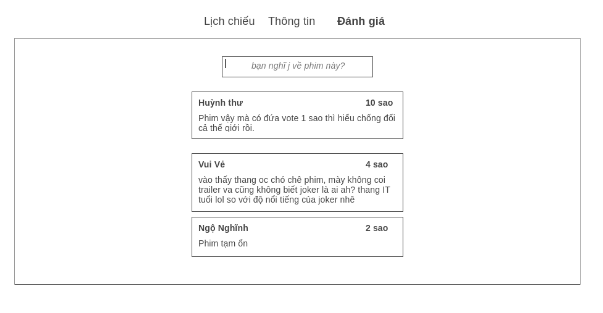 Lịch chiếu Thông tin Đánh giá
bạn nghĩ j về phim này?
Huỳnh thư 10 sao
Phim vậy mà có đứa vote 1 sao thì hiểu chống đối
cả thế giới rồi.
Vui Vẻ 4 sao
vào thấy thang oc chó chê phim, mày không coi
trailer va cũng không biết joker là ai ah? thang IT
tuổi lol so với độ nổi tiếng của joker nhé
Ngộ Nghĩnh 2 sao
Phim tạm ổn